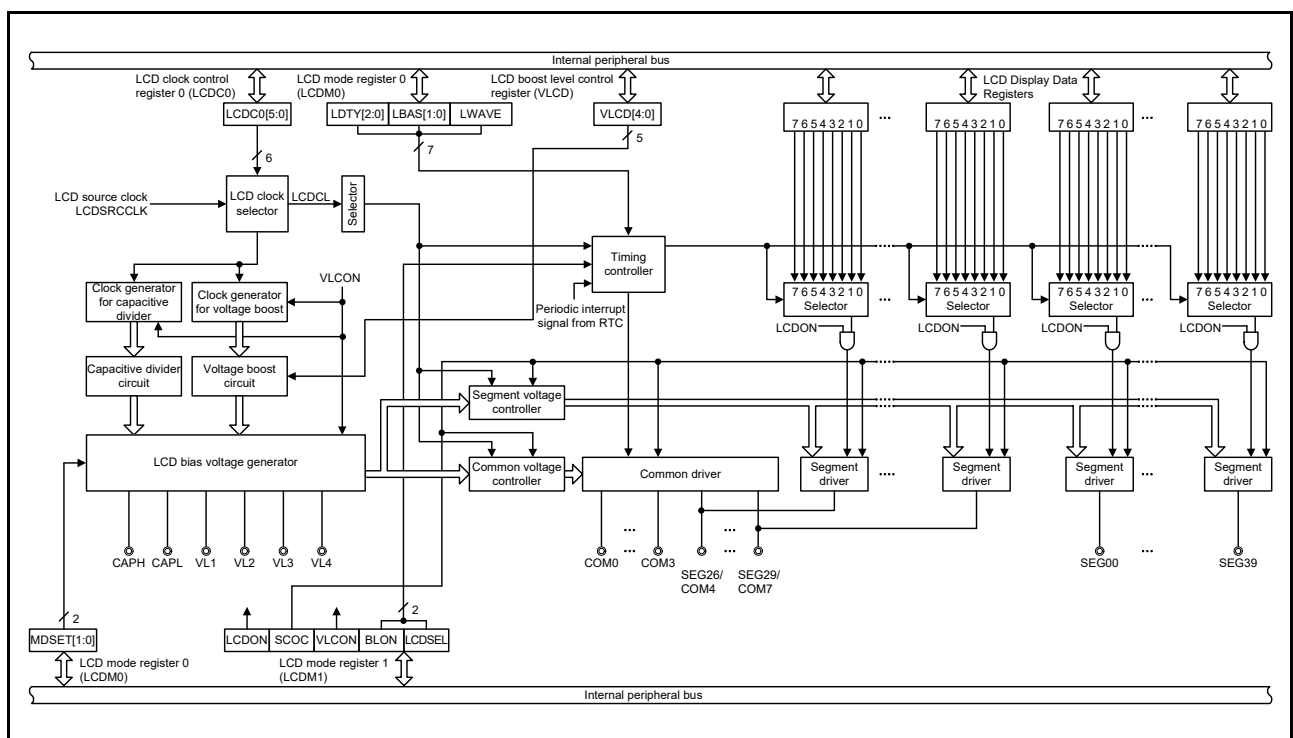 Internal peripheral bus
LCD clock control
register 0 (LCDC0)
LCD mode register 0
(LCDM0)
LCD boost level control
register (VLCD)
LCD Display Data
Registers
LCDC0[5:0]
LDTY[2:0] LBAS[1:0] LWAVE
VLCD[4:0]
7 6 5 4 3 2 1 0 ...
7 6 5 4 3 2 1 0
7 6 5 4 3 2 1 0 ...
7 6 5 4 3 2 1 0
6
7
5
LCD source clock
LCDSRCCLK
LCD clock
selector
LCDCL
Selector
Timing
controller
VLCON
Clock generator
for capacitive
divider
Clock generator
for voltage boost
Periodic interrupt
signal from RTC
7 6 5 4 3 2 1 0
Selector
...
7 6 5 4 3 2 1 0
Selector
7 6 5 4 3 2 1 0
Selector
...
7 6 5 4 3 2 1 0
Selector
LCDON
LCDON
LCDON
LCDON
Capacitive divider
circuit
Voltage boost
circuit
Segment voltage
controller
LCD bias voltage generator
Common voltage
controller
Common driver
Segment
driver
Segment
driver
Segment
driver
Segment
driver
CAPH CAPL VL1 VL2 VL3 VL4
COM0 ... COM3
SEG26/
COM4
...
SEG29/
COM7
SEG00 ... SEG39
2
2
MDSET[1:0]
LCDON SCOC VLCON BLON LCDSEL
LCD mode register 0
(LCDM0)
LCD mode register 1
(LCDM1)
Internal peripheral bus